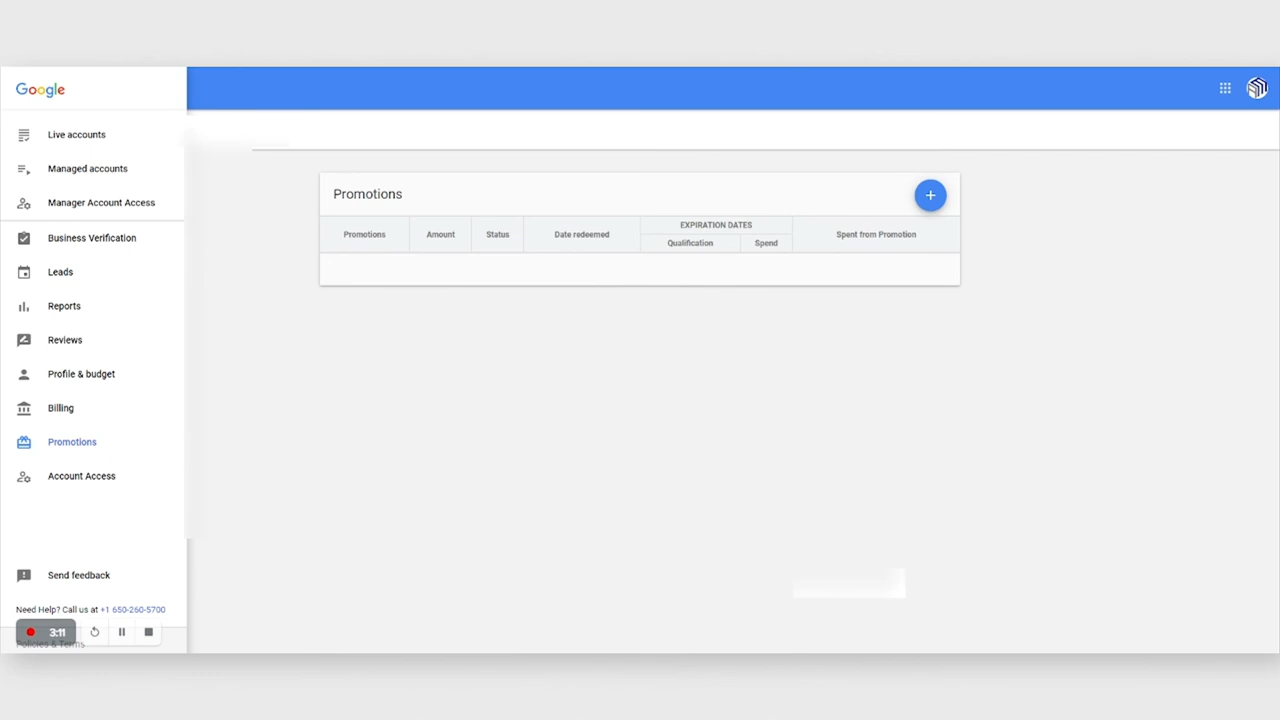 Google
Live accounts
Managed accounts
Manager Account Access
Business Verification
Leads
Reports
Reviews
Profile & budget
Billing
Promotions
Account Access
Send feedback
Need Help? Call us at +1 650-260-5700
3:11
Policies & Terms
Promotions
+
EXPIRATION DATES
Promotions Amount Status Date redeemed Qualification Spend Spent from Promotion